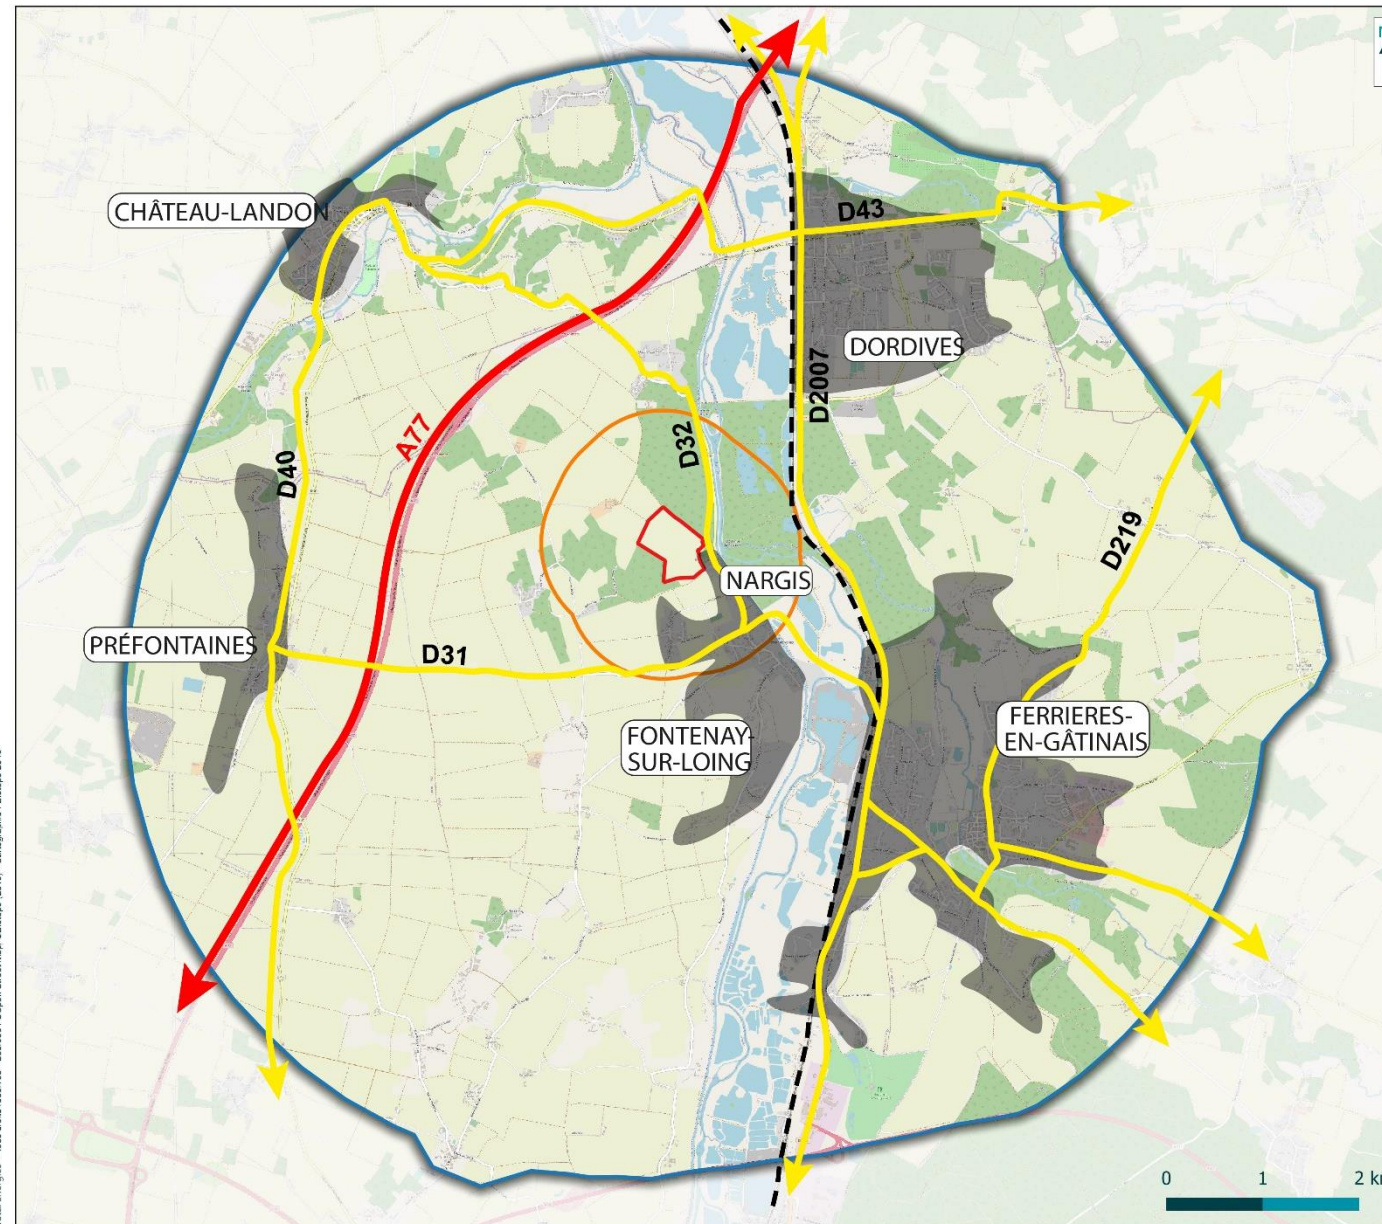 CHÂTEAU-LANDON
D43
DORDIVES
D2007
A77
D32
D40
D219
NARGIS
PRÉFONTAINES
D31
FERRIERES-
EN-GÂTINAIS
FONTENAY-
SUR-LOING
0 1 2 k